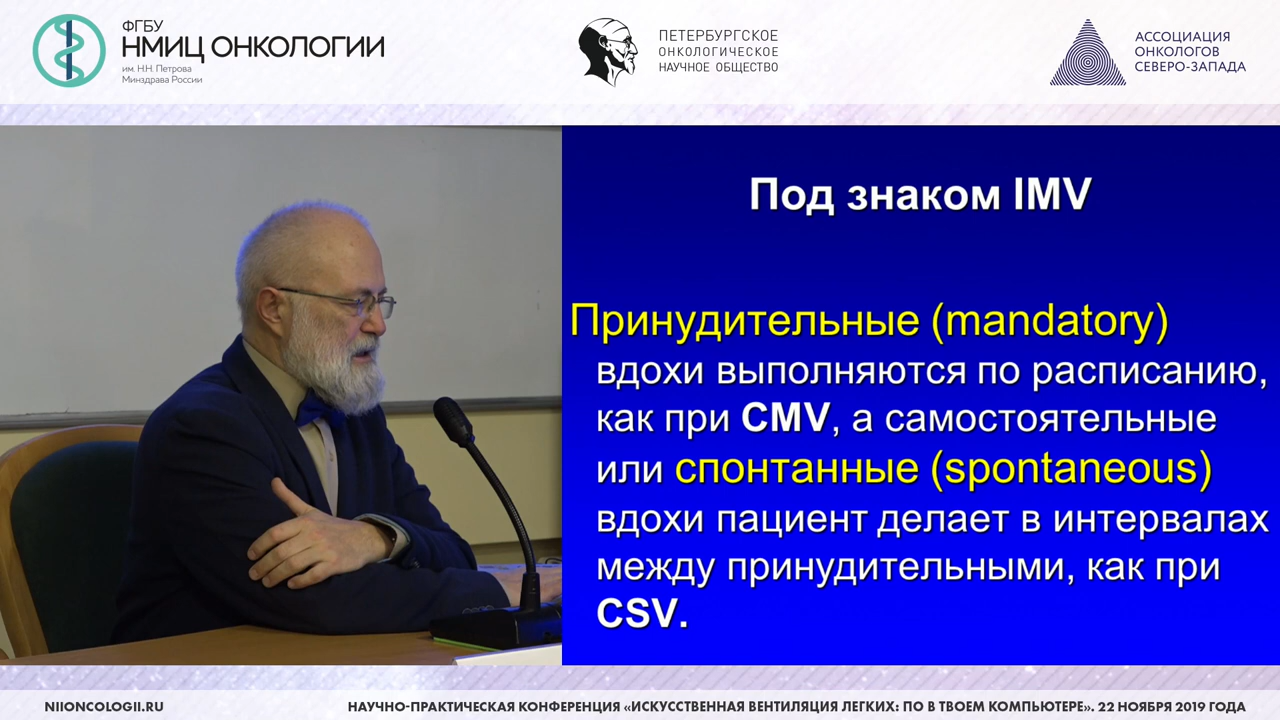 ФГБУ
НМИЦ ОНКОЛОГИИ
им. Н.Н. Петрова
Минздрава России
ПЕТЕРБУРГСКОЕ
ОНКОЛОГИЧЕСКОЕ
НАУЧНОЕ ОБЩЕСТВО
АССОЦИАЦИЯ
ОНКОЛОГОВ
СЕВЕРО-ЗАПАДА
Под знаком IMV
Принудительные (mandatory)
вдохи выполняются по расписанию,
как при CMV, а самостоятельные
или спонтанные (spontaneous)
вдохи пациент делает в интервалах
между принудительными, как при
CSV.
NIIONCOLOGII.RU
НАУЧНО-ПРАКТИЧЕСКАЯ КОНФЕРЕНЦИЯ «ИСКУССТВЕННАЯ ВЕНТИЛЯЦИЯ ЛЕГКИХ: ПО В ТВОЕМ КОМПЬЮТЕРЕ». 22 НОЯБРЯ 2019 ГОДА